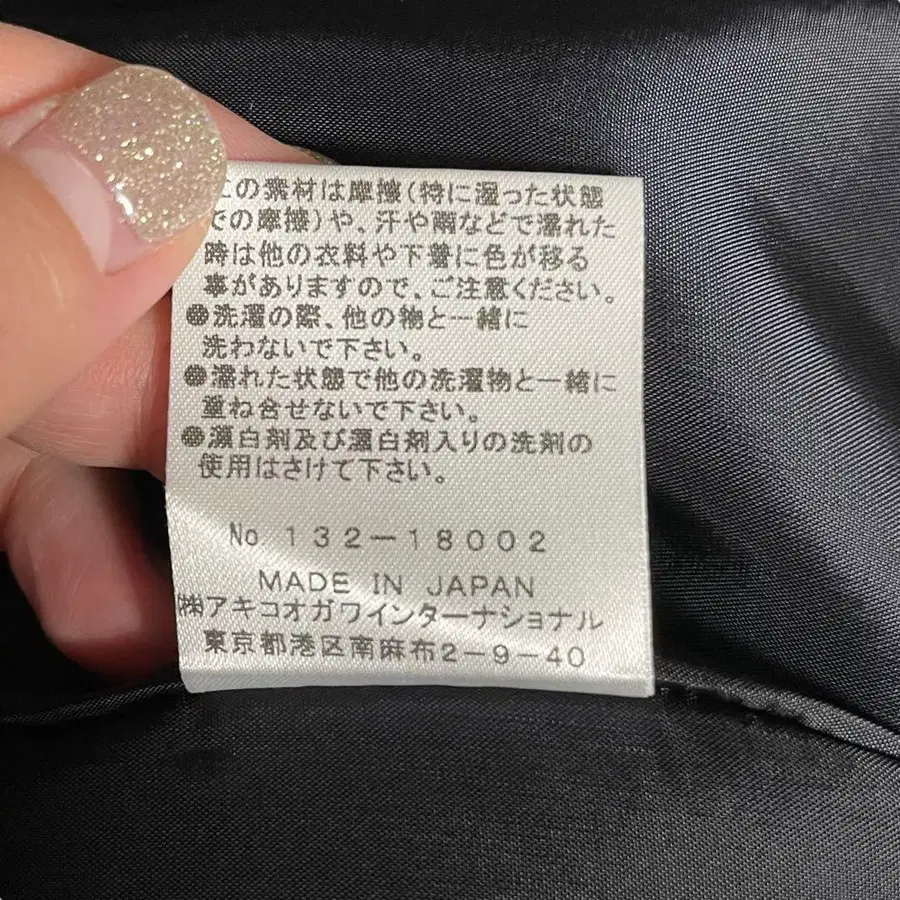 この素材は摩擦(特に湿った状態
での摩擦)や、汗や雨などで濡れた
時は他の衣料や下着に色が移る
事がありますので、ご注意ください。
●洗濯の際、他の物と一緒に
洗わないで下さい。
●濡れた状態で他の洗濯物と一緒に
重ね合せないで下さい。
●漂白剤及び漂白剤入りの洗剤の
使用はさけて下さい。
No 132-18002
MADE IN JAPAN
㈱アキコオガワインターナショナル
東京都港区南麻布2-9-40